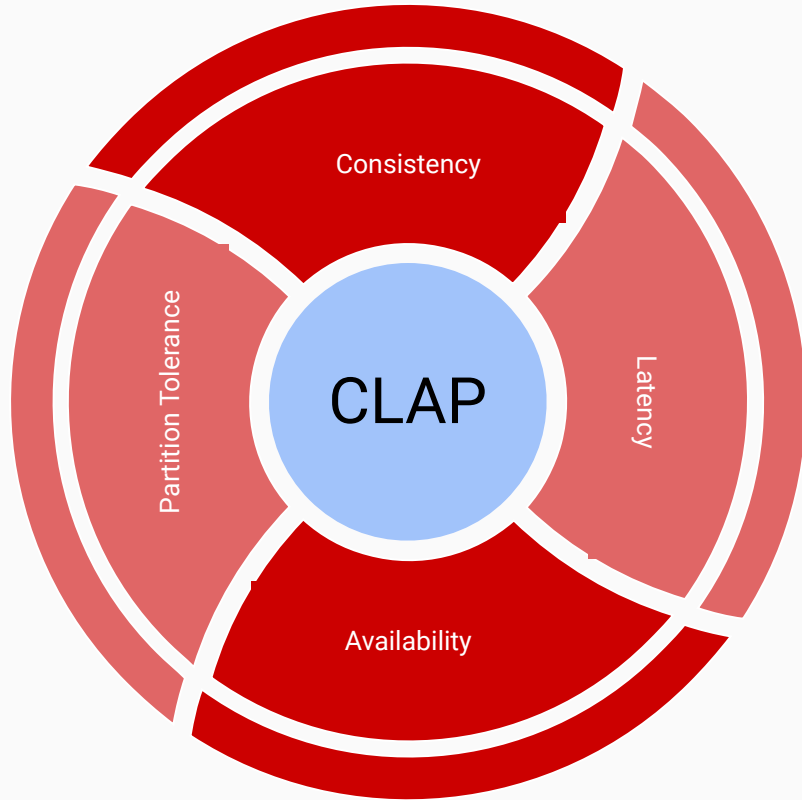 Consistency
Partition Tolerance
CLAP
Latency
Availability